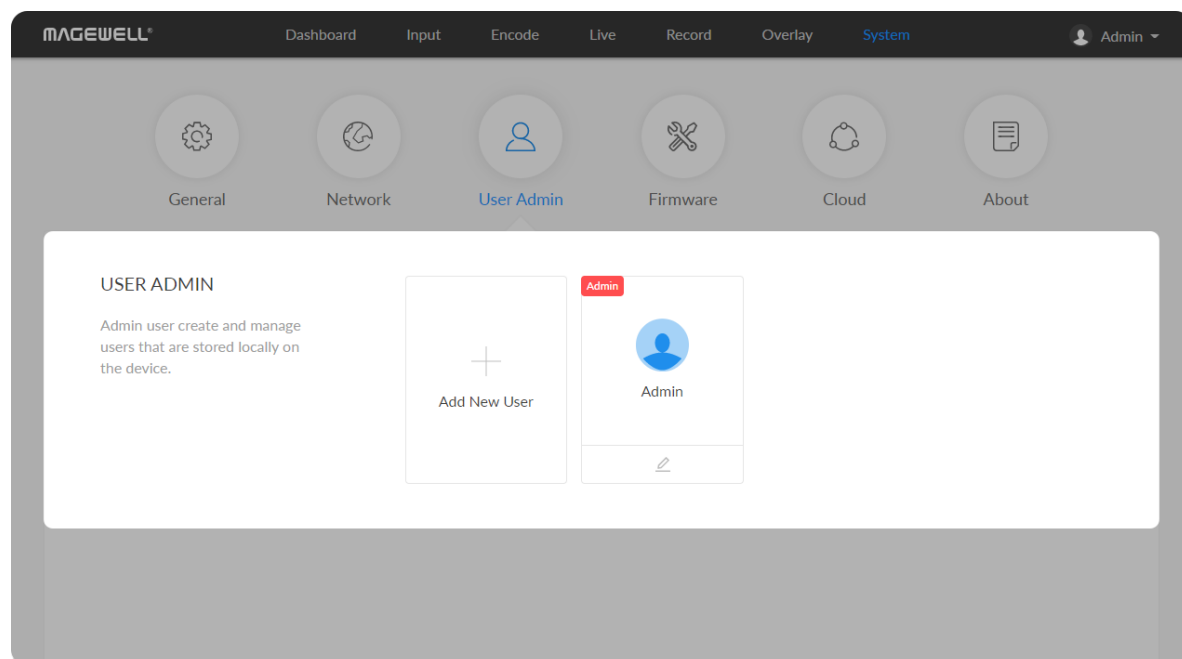 MAGEWELL®
Dashboard Input Encode Live Record Overlay System Admin
General Network User Admin Firmware Cloud About
USER ADMIN
Admin user create and manage
users that are stored locally on
the device.
Add New User
Admin
Admin